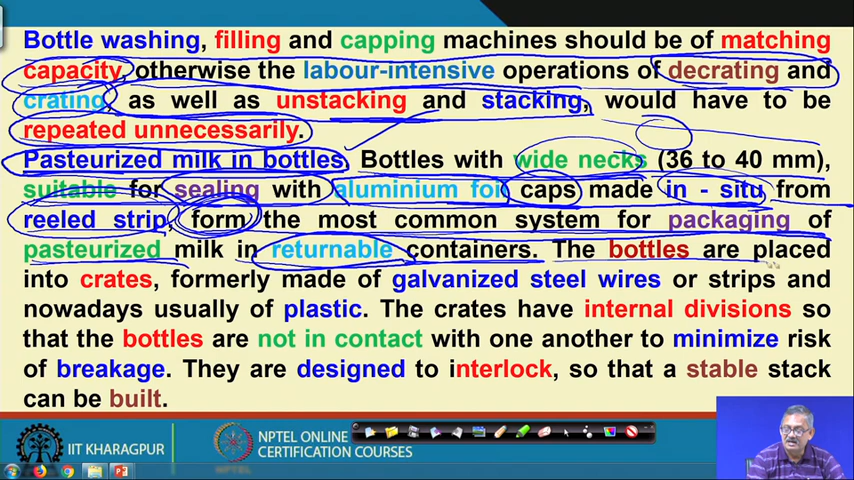 Bottle washing, filling and capping machines should be of matching
capacity, otherwise the labour-intensive operations of decrating and
crating, as well as unstacking and stacking, would have to be
repeated unnecessarily.
Pasteurized milk in bottles. Bottles with wide necks (36 to 40 mm),
suitable for sealing with aluminium foil caps made in - situ from
reeled strip, form the most common system for packaging of
pasteurized milk in returnable containers. The bottles are placed
into crates, formerly made of galvanized steel wires or strips and
nowadays usually of plastic. The crates have internal divisions so
that the bottles are not in contact with one another to minimize risk
of breakage. They are designed to interlock, so that a stable stack
can be built.
IIT KHARAGPUR
NPTEL ONLINE
CERTIFICATION COURSES